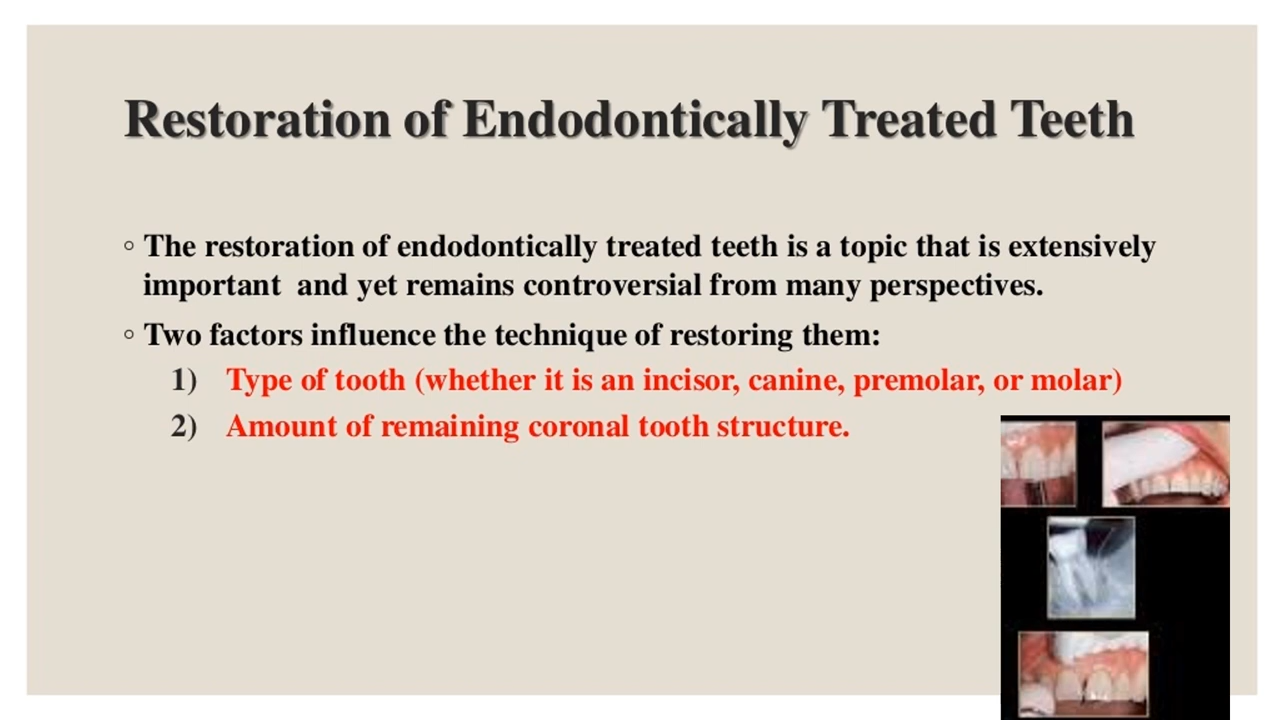 Restoration of Endodontically Treated Teeth
◦ The restoration of endodontically treated teeth is a topic that is extensively
important  and yet remains controversial from many perspectives.
◦ Two factors influence the technique of restoring them:
1) Type of tooth (whether it is an incisor, canine, premolar, or molar)
2) Amount of remaining coronal tooth structure.